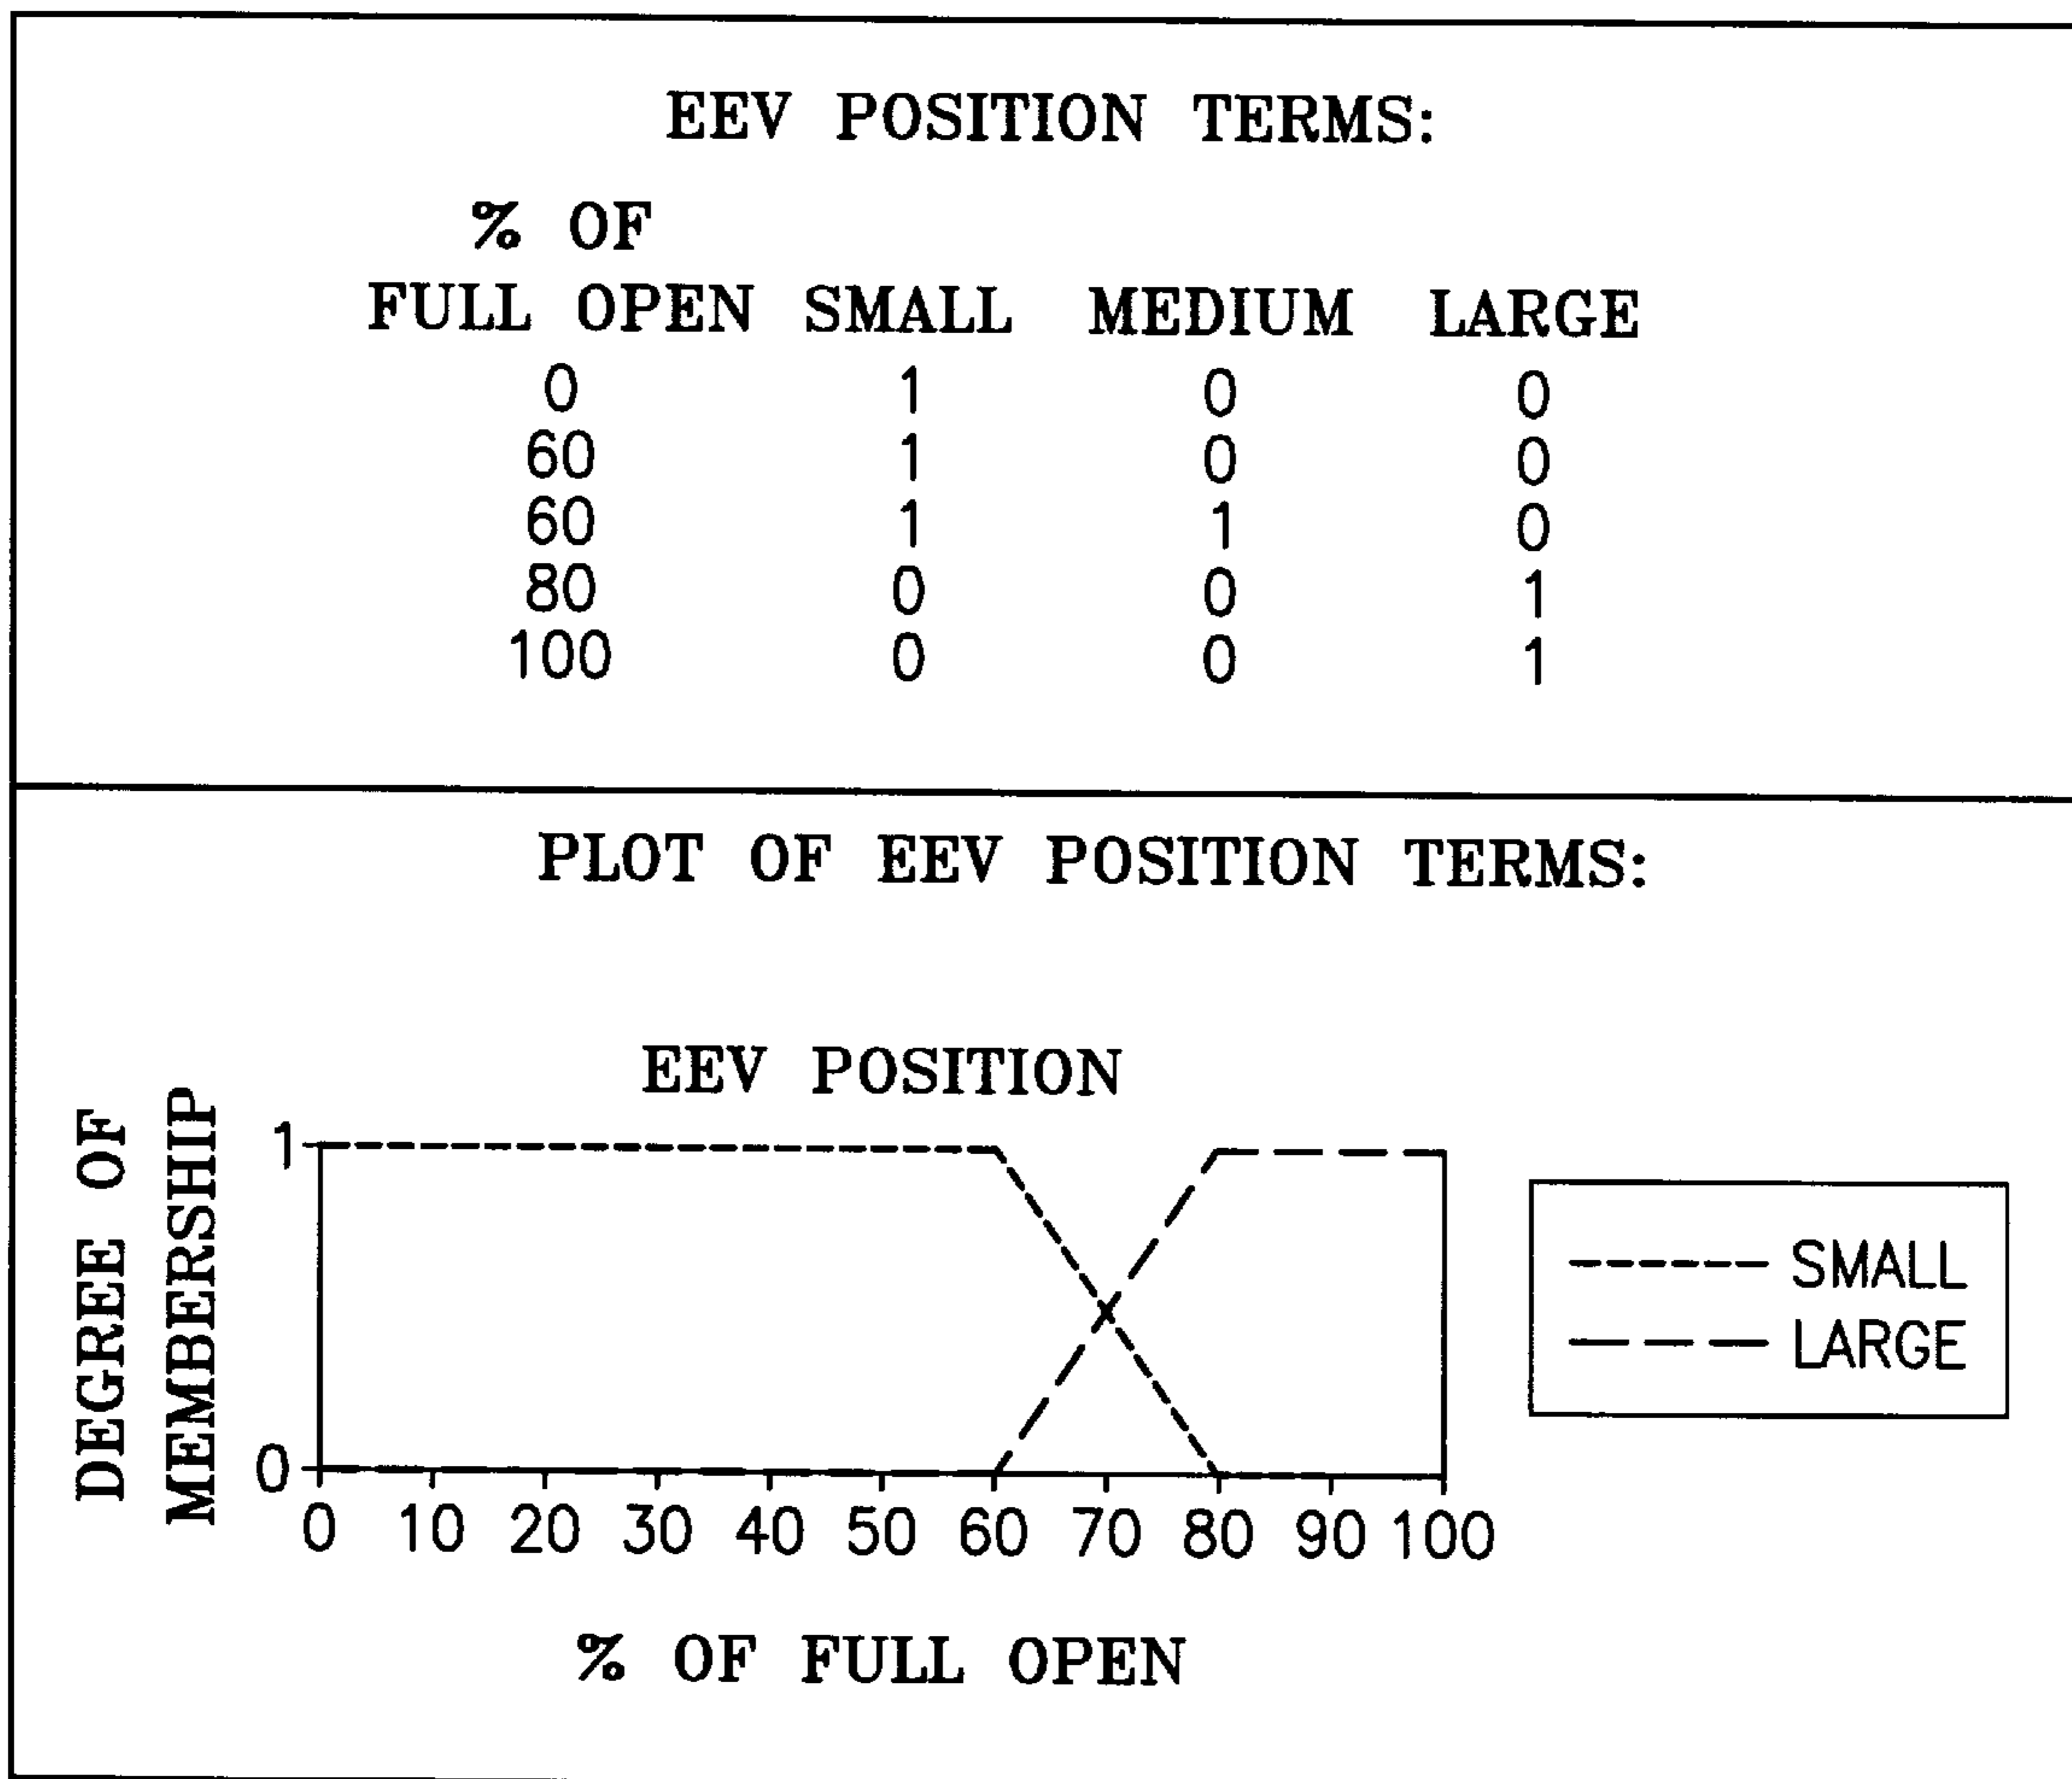 EEV POSITION TERMS:
% OF
FULL OPEN SMALL MEDIUM LARGE
0 1 0 0
60 1 0 0
60 1 1 0
80 0 0 1
100 0 0 1
PLOT OF EEV POSITION TERMS:
EEV POSITION
DEGREE OF
MEMBERSHIP
1
0
0 10 20 30 40 50 60 70 80 90 100
% OF FULL OPEN
SMALL
LARGE